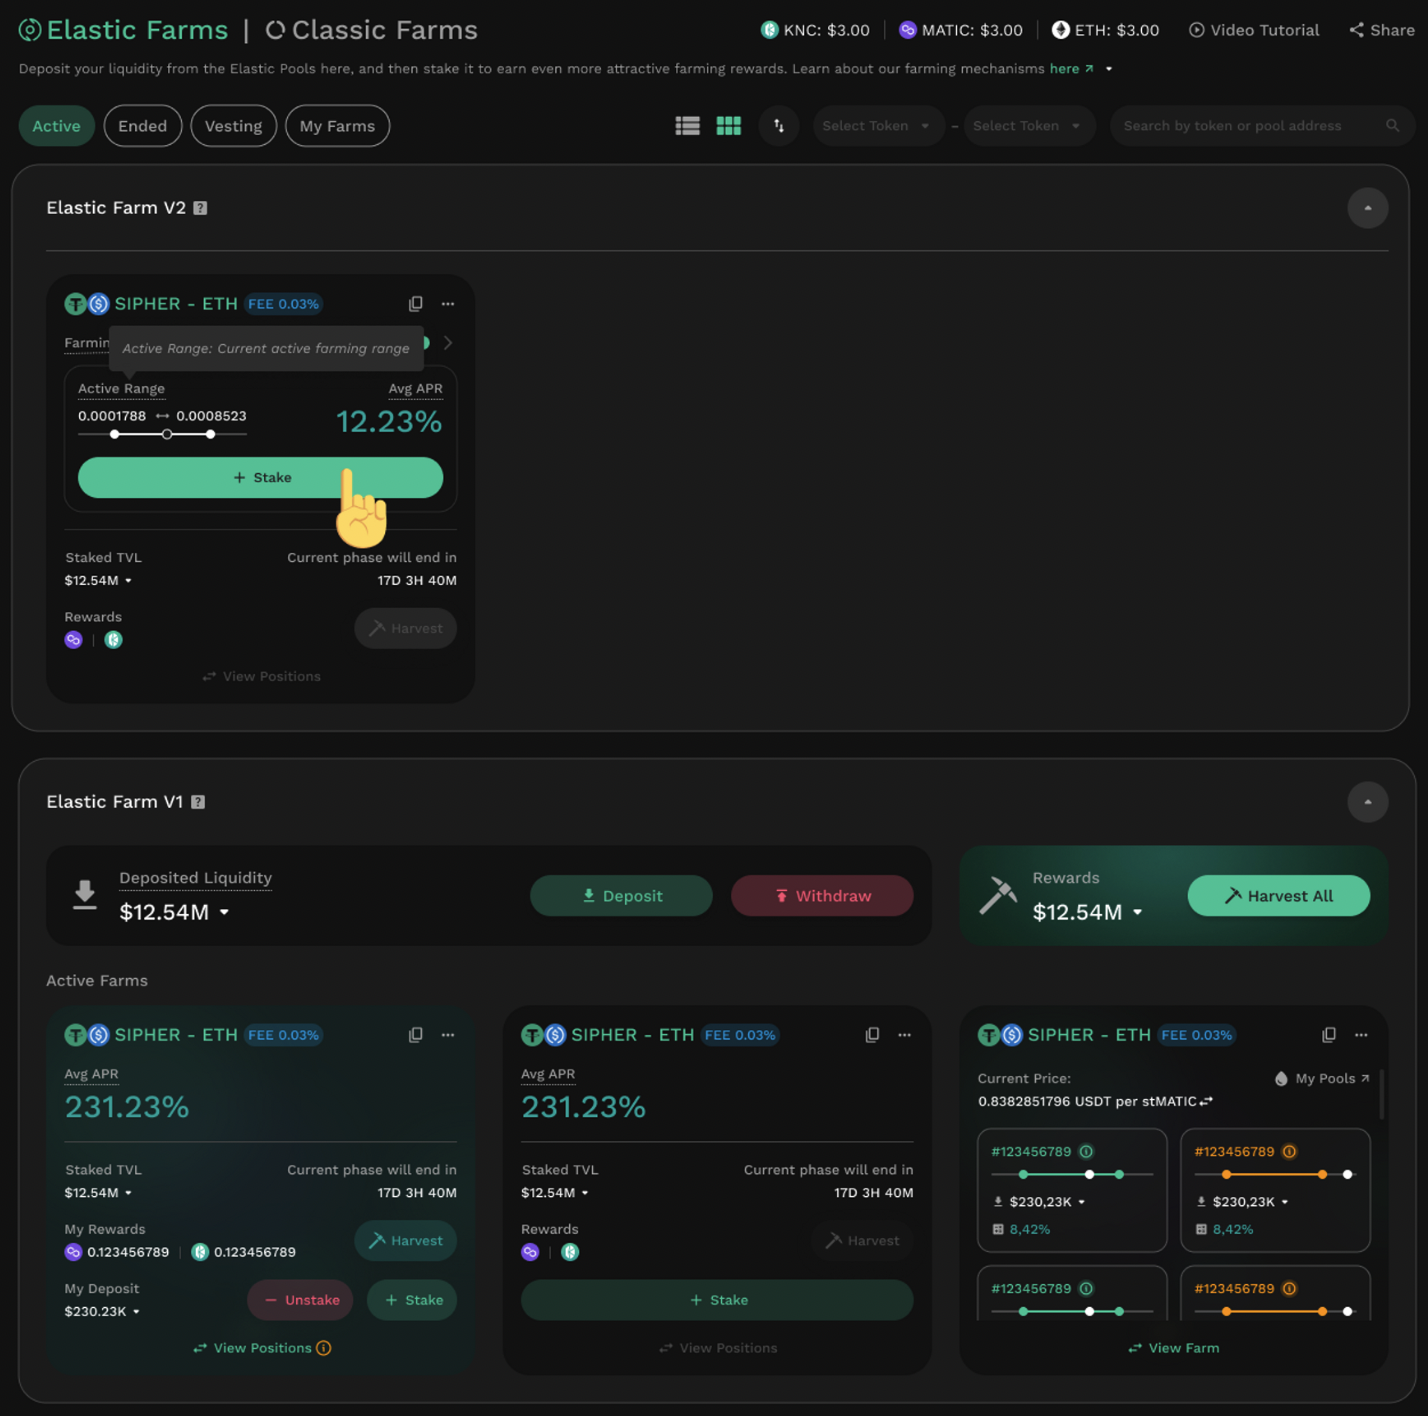 Elastic Farms | Classic Farms
KNC: $3.00 MATIC: $3.00 ETH: $3.00 Video Tutorial Share
Deposit your liquidity from the Elastic Pools here, and then stake it to earn even more attractive farming rewards. Learn about our farming mechanisms here ↗
Active Ended Vesting My Farms
Select Token - Select Token Search by token or pool address
Elastic Farm V2 ?
SIPHER - ETH FEE 0.03%
Farmin
Active Range: Current active farming range
Active Range Avg APR
0.0001788 ↔ 0.0008523 12.23%
+ Stake
Staked TVL Current phase will end in
$12.54M 17D 3H 40M
Rewards
Harvest
View Positions
Elastic Farm V1 ?
Deposited Liquidity
$12.54M
Deposit Withdraw
Rewards
$12.54M
Harvest All
Active Farms
SIPHER - ETH FEE 0.03%
Avg APR
231.23%
Staked TVL Current phase will end in
$12.54M 17D 3H 40M
My Rewards
0.123456789 | 0.123456789 Harvest
My Deposit
$230.23K
− Unstake + Stake
View Positions
SIPHER - ETH FEE 0.03%
Avg APR
231.23%
Staked TVL Current phase will end in
$12.54M 17D 3H 40M
Rewards
Harvest
+ Stake
View Positions
SIPHER - ETH FEE 0.03%
Current Price: My Pools ↗
0.8382851796 USDT per stMATIC
#123456789 #123456789
$230,23K $230,23K
8,42% 8,42%
#123456789 #123456789
View Farm